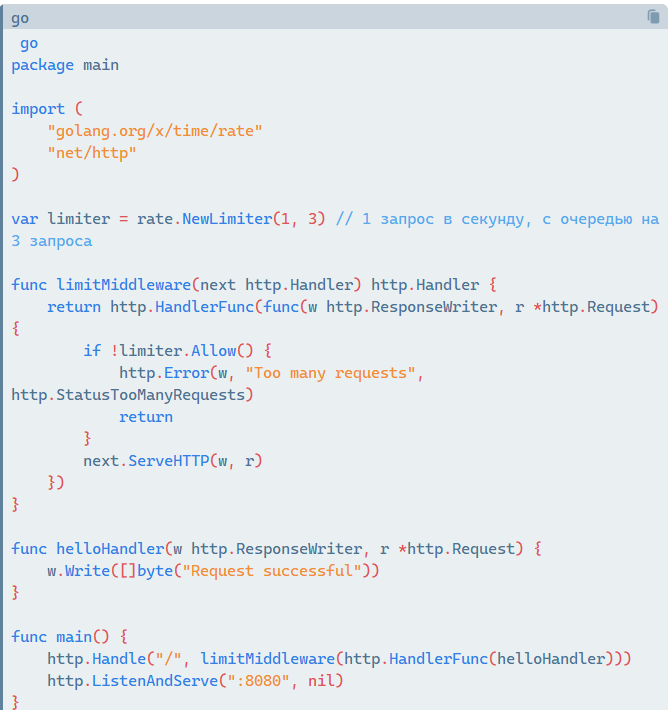 go
go
package main
import (
"golang.org/x/time/rate"
"net/http"
)
var limiter = rate.NewLimiter(1, 3) // 1 запрос в секунду, с очередью на
3 запроса
func limitMiddleware(next http.Handler) http.Handler {
return http.HandlerFunc(func(w http.ResponseWriter, r *http.Request)
{
if !limiter.Allow() {
http.Error(w, "Too many requests",
http.StatusTooManyRequests)
return
}
next.ServeHTTP(w, r)
})
}
func helloHandler(w http.ResponseWriter, r *http.Request) {
w.Write([]byte("Request successful"))
}
func main() {
http.Handle("/", limitMiddleware(http.HandlerFunc(helloHandler)))
http.ListenAndServe(":8080", nil)
}